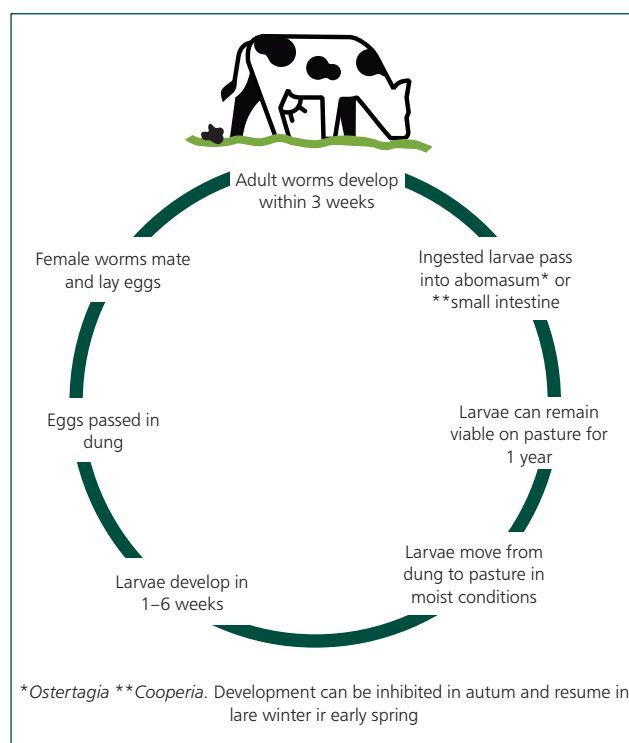 Adult worms develop
within 3 weeks
Ingested larvae pass
into abomasum* or
**small intestine
Larvae can remain
viable on pasture for
1 year
Larvae move from
dung to pasture in
moist conditions
Larvae develop in
1–6 weeks
Eggs passed in
dung
Female worms mate
and lay eggs
*Ostertagia **Cooperia. Development can be inhibited in autum and resume in
lare winter ir early spring